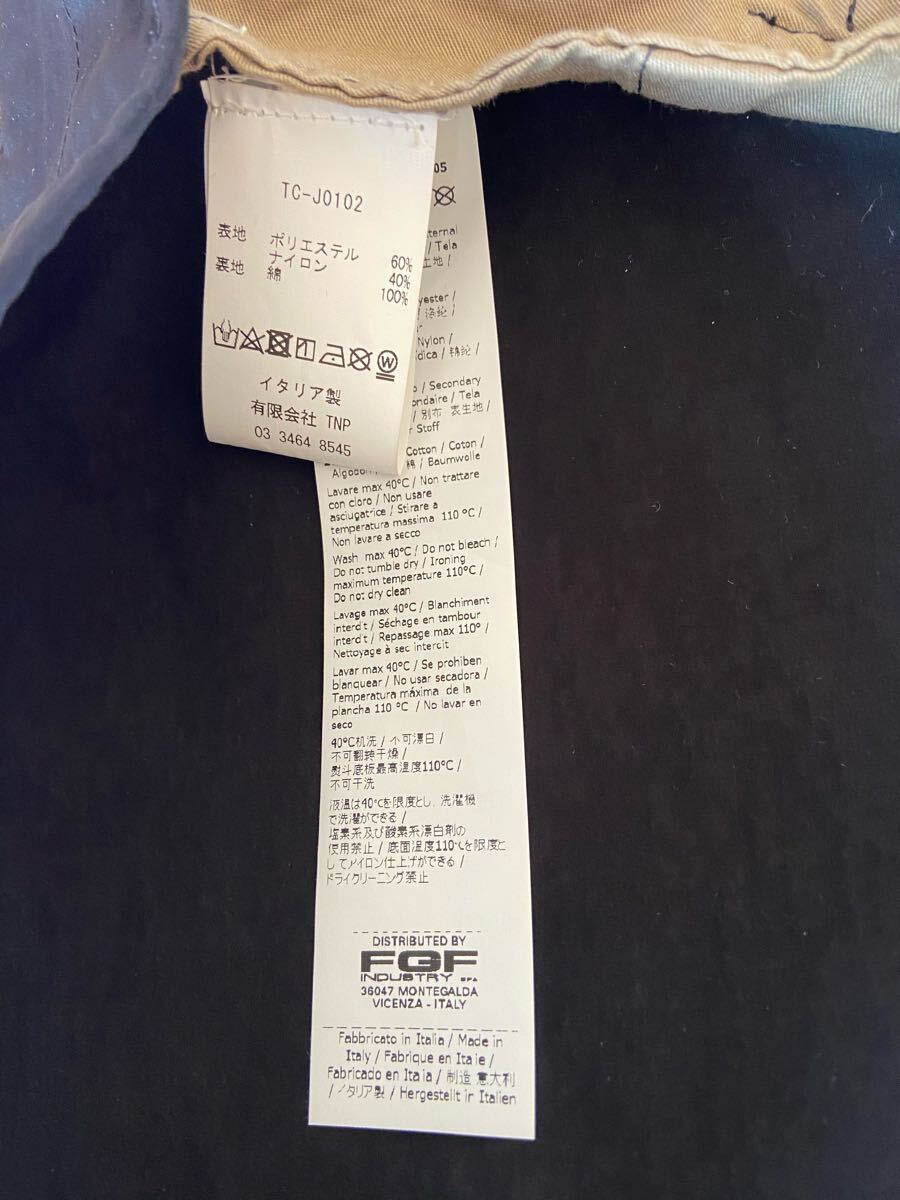 TC-J0102
表地 ポリエステル 60%
ナイロン 40%
裏地 綿 100%
イタリア製
有限会社 TNP
03 3464 8545
05
/ Tela
/
/
Nylon /
/
/ Secondary
/ Tela
/ 別布 表生地 /
Stoff
Cotton / Coton /
綿 / Baumwolle
Lavare max 40°C / Non trattare
con cloro / Non usare
asciugatrice / Stirare a
temperatura massima 110 °C /
Non lavare a secco
Wash max 40°C / Do not bleach /
Do not tumble dry / Ironing
maximum temperature 110°C /
Do not dry clean
Lavage max 40°C / Blanchiment
interdit / Séchage en tambour
interdit / Repassage max 110° /
Nettoyage à sec interdit
Lavar max 40°C / Se prohiben
blanquear / No usar secadora /
Temperatura máxima de la
plancha 110 °C / No lavar en
seco
40°C机洗 / 不可漂白 /
不可翻转干燥 /
熨斗底板最高温度110°C /
不可干洗
液温は40℃を限度とし、洗濯機
で洗濯ができる /
塩素系及び酸素系漂白剤の
使用禁止 / 底面温度110℃を限度と
してアイロン仕上げができる /
ドライクリーニング禁止
DISTRIBUTED BY
FGF
INDUSTRY SPA
36047 MONTEGALDA
VICENZA - ITALY
Fabbricato in Italia / Made in
Italy / Fabrique en Italie /
Fabricado en Italia / 制造 意大利
/ イタリア製 / Hergestellt in Italien